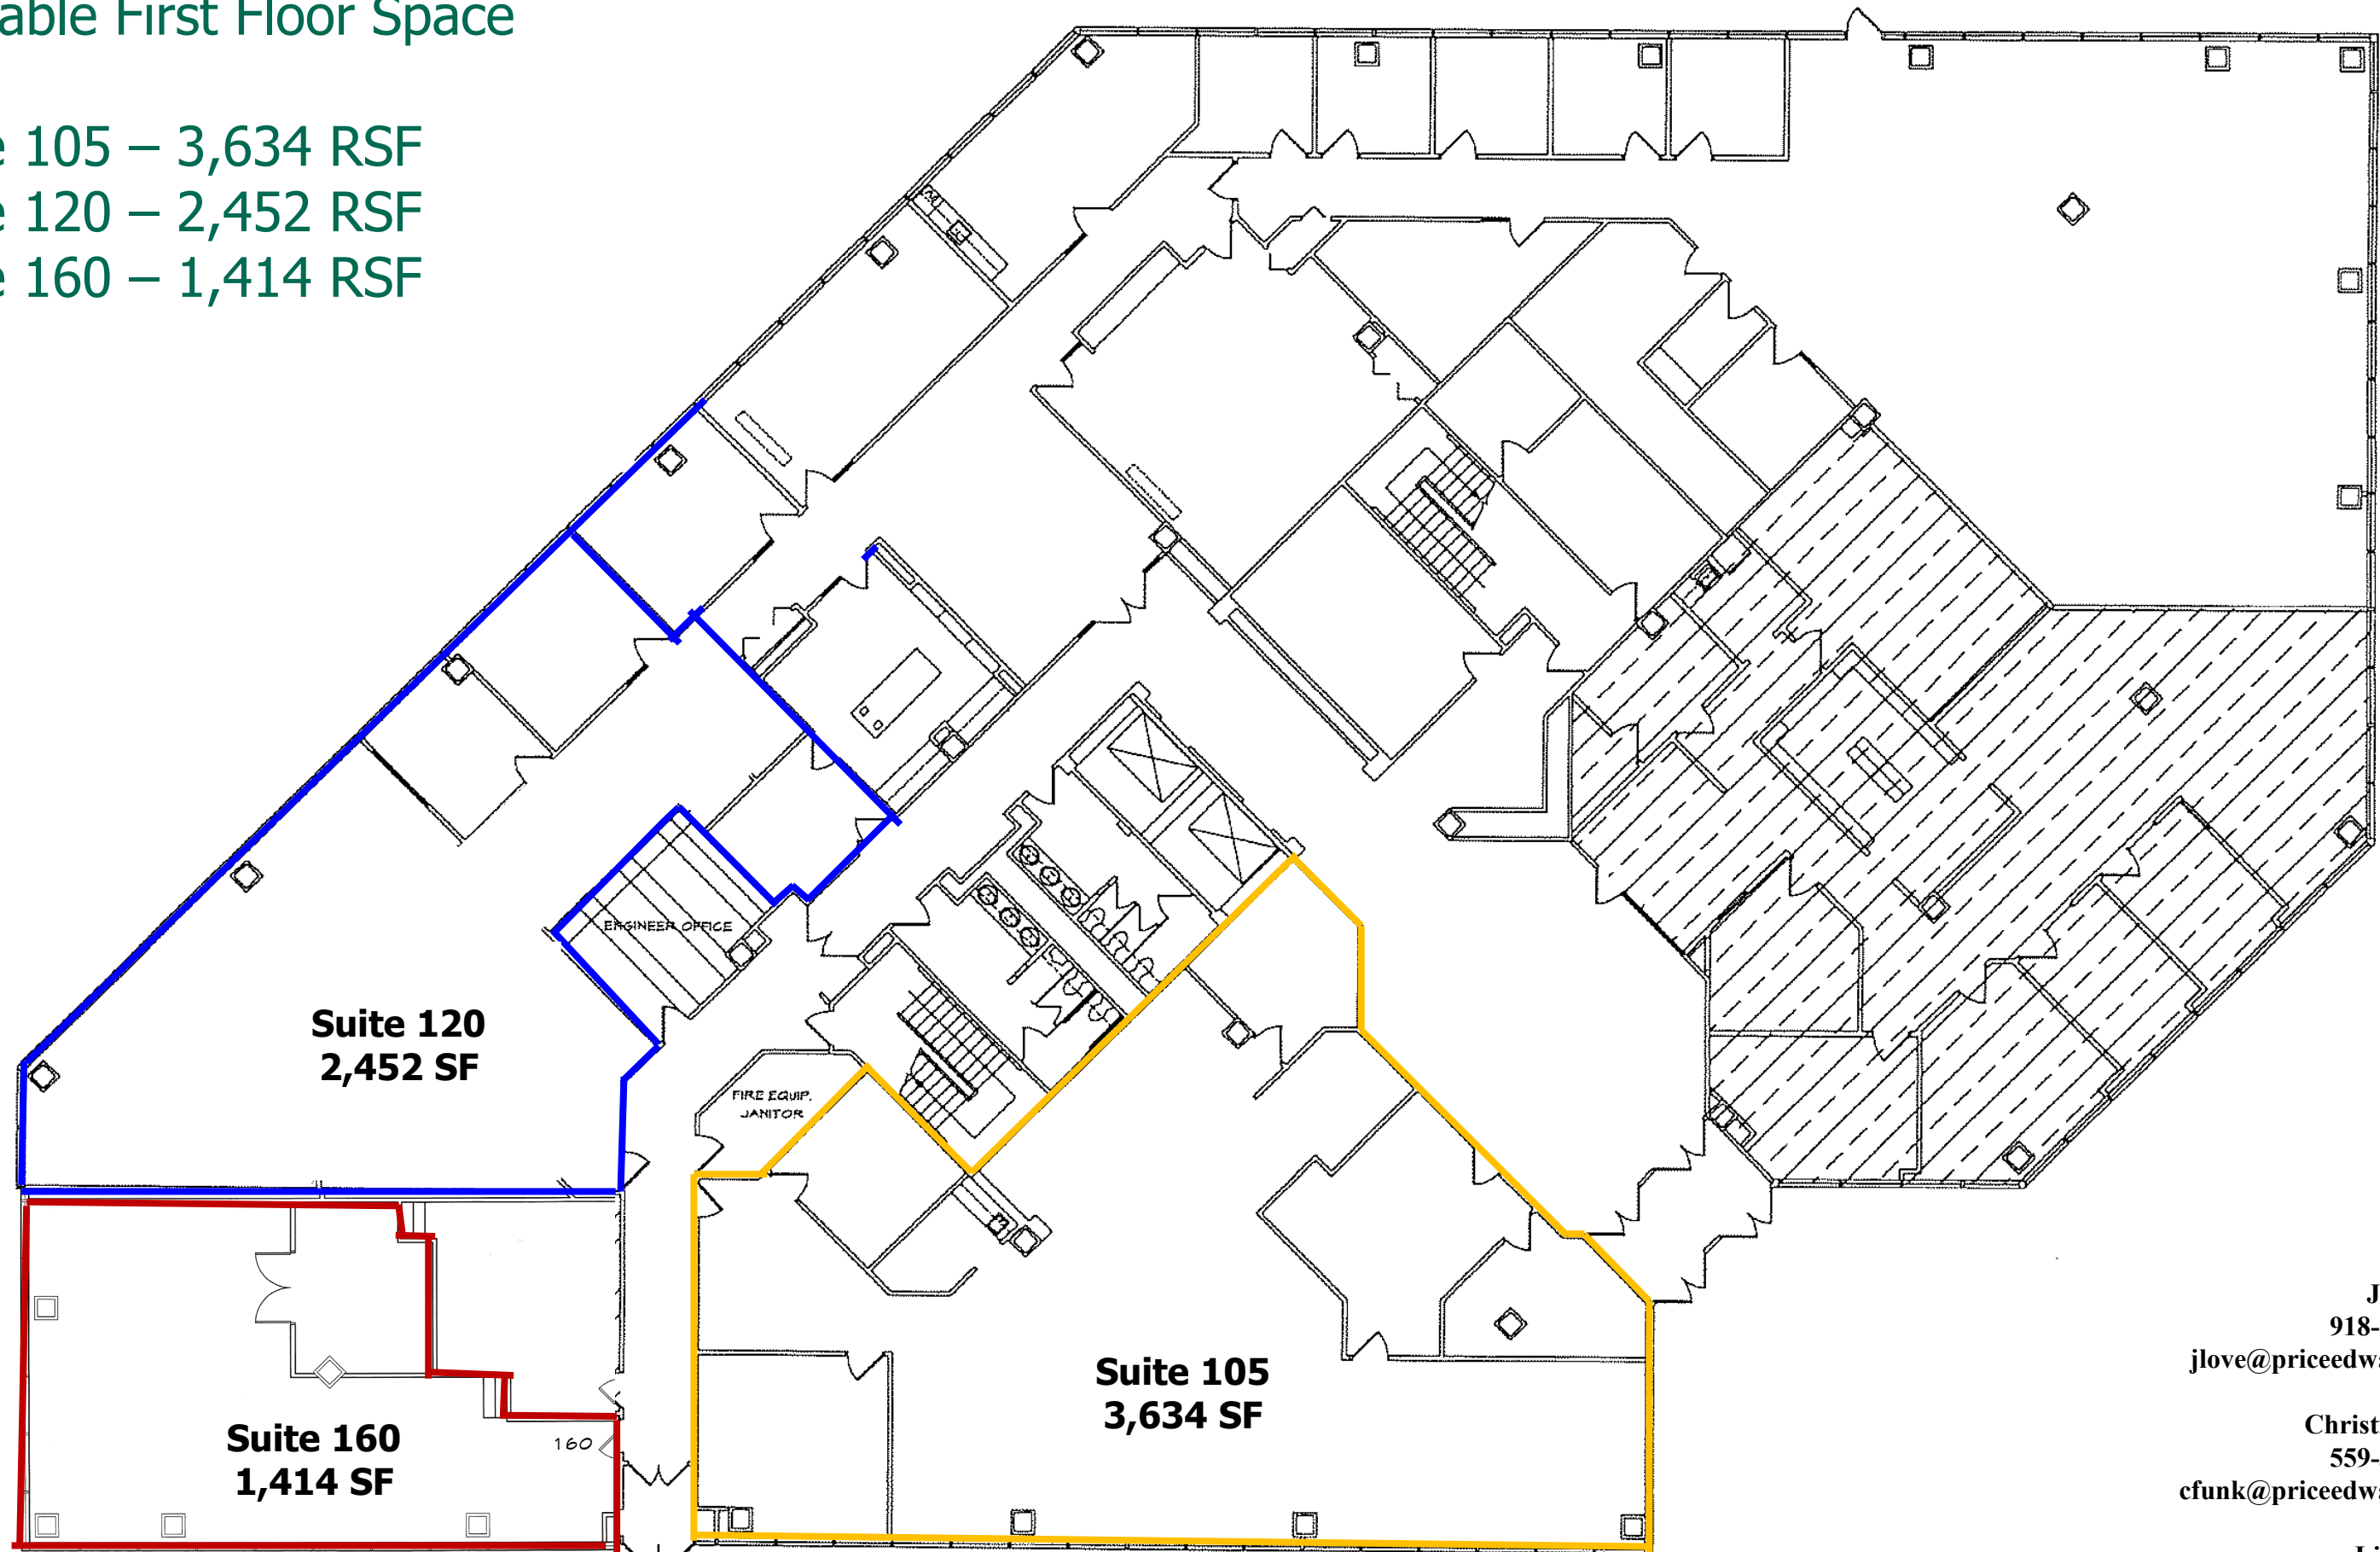 able First Floor Space
e 105 – 3,634 RSF
e 120 – 2,452 RSF
e 160 – 1,414 RSF
ENGINEER OFFICE
Suite 120
2,452 SF
FIRE EQUIP.
JANITOR
Suite 105
3,634 SF
Suite 160
1,414 SF
160
J
918-
jlove@priceedwa
Christ
559-
cfunk@priceedwa